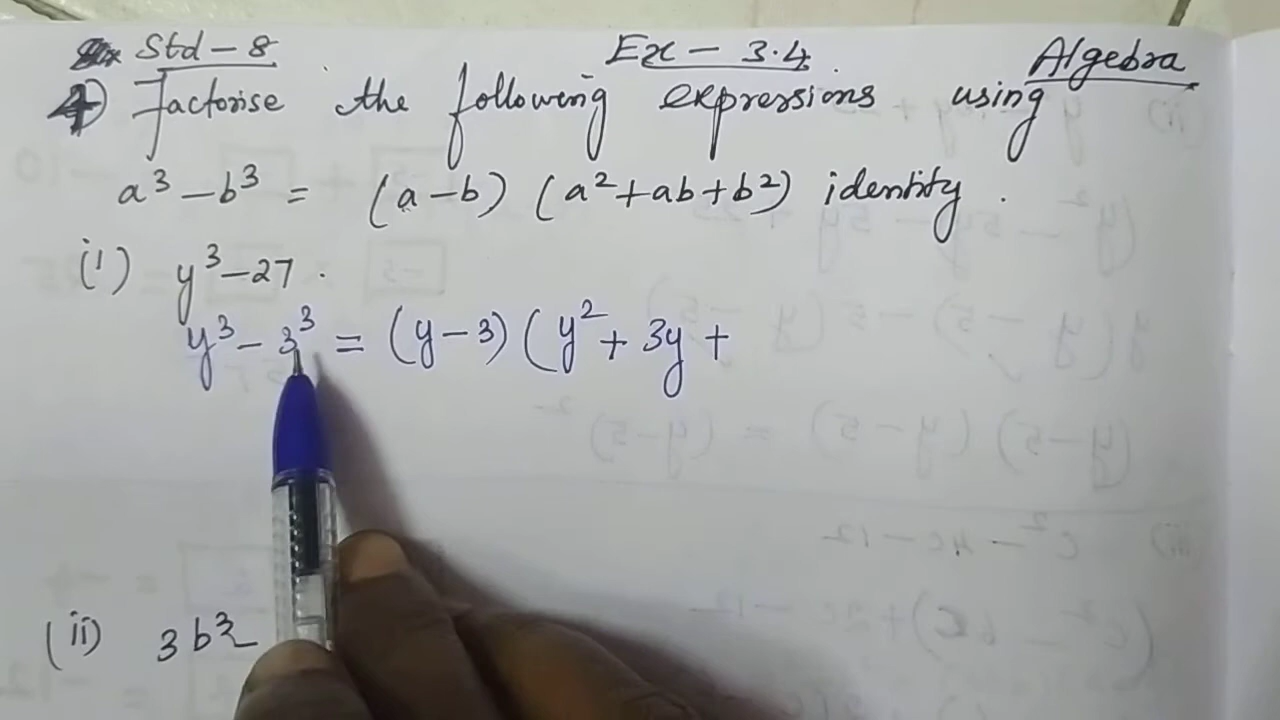 Std - 8 Ex - 3.4. Algebra
4) Factorise the following expressions using
a³ - b³ = (a - b) (a² + ab + b²) identity.
(i) y³ - 27.
y³ - 3³ = (y - 3) (y² + 3y +
(ii) 3b³